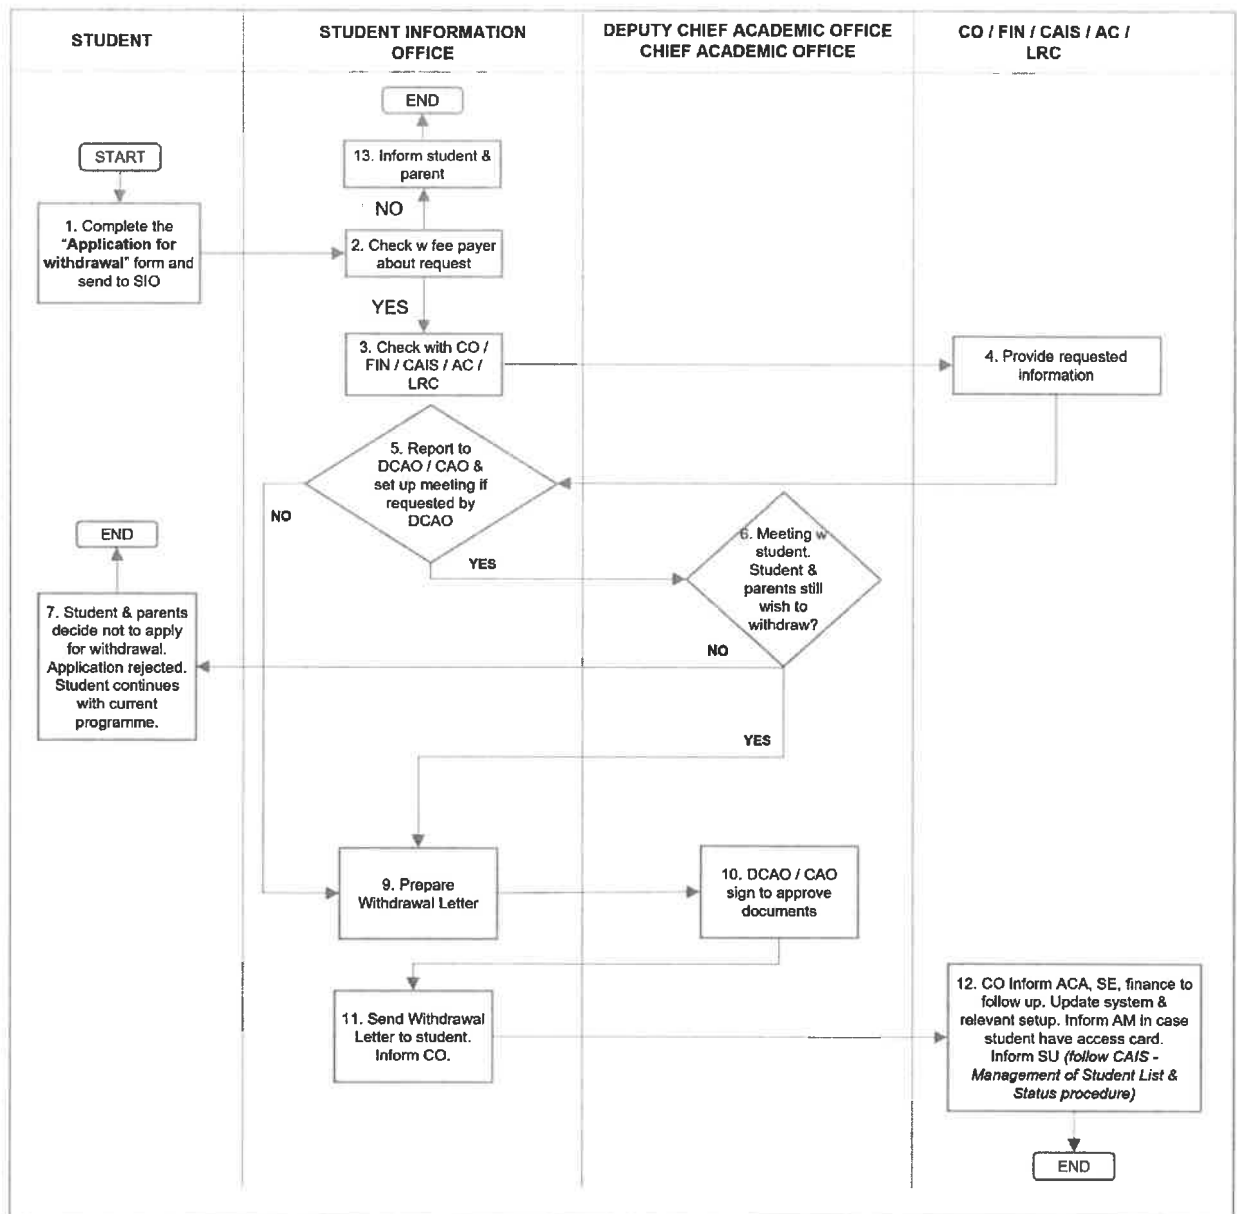 STUDENT
STUDENT INFORMATION
OFFICE
DEPUTY CHIEF ACADEMIC OFFICE
CHIEF ACADEMIC OFFICE
CO / FIN / CAIS / AC /
LRC
END
START
13. Inform student &
parent
NO
1. Complete the
"Application for
withdrawal" form and
send to SIO
2. Check w fee payer
about request
YES
3. Check with CO /
FIN / CAIS / AC /
LRC
4. Provide requested
information
5. Report to
DCAO / CAO &
set up meeting if
requested by
DCAO
NO
YES
6. Meeting w
student.
Student &
parents still
wish to
withdraw?
END
7. Student & parents
decide not to apply
for withdrawal.
Application rejected.
Student continues
with current
programme.
NO
YES
9. Prepare
Withdrawal Letter
10. DCAO / CAO
sign to approve
documents
11. Send Withdrawal
Letter to student.
Inform CO.
12. CO Inform ACA, SE, finance to
follow up. Update system &
relevant setup. Inform AM in case
student have access card.
Inform SU (follow CAIS -
Management of Student List &
Status procedure)
END